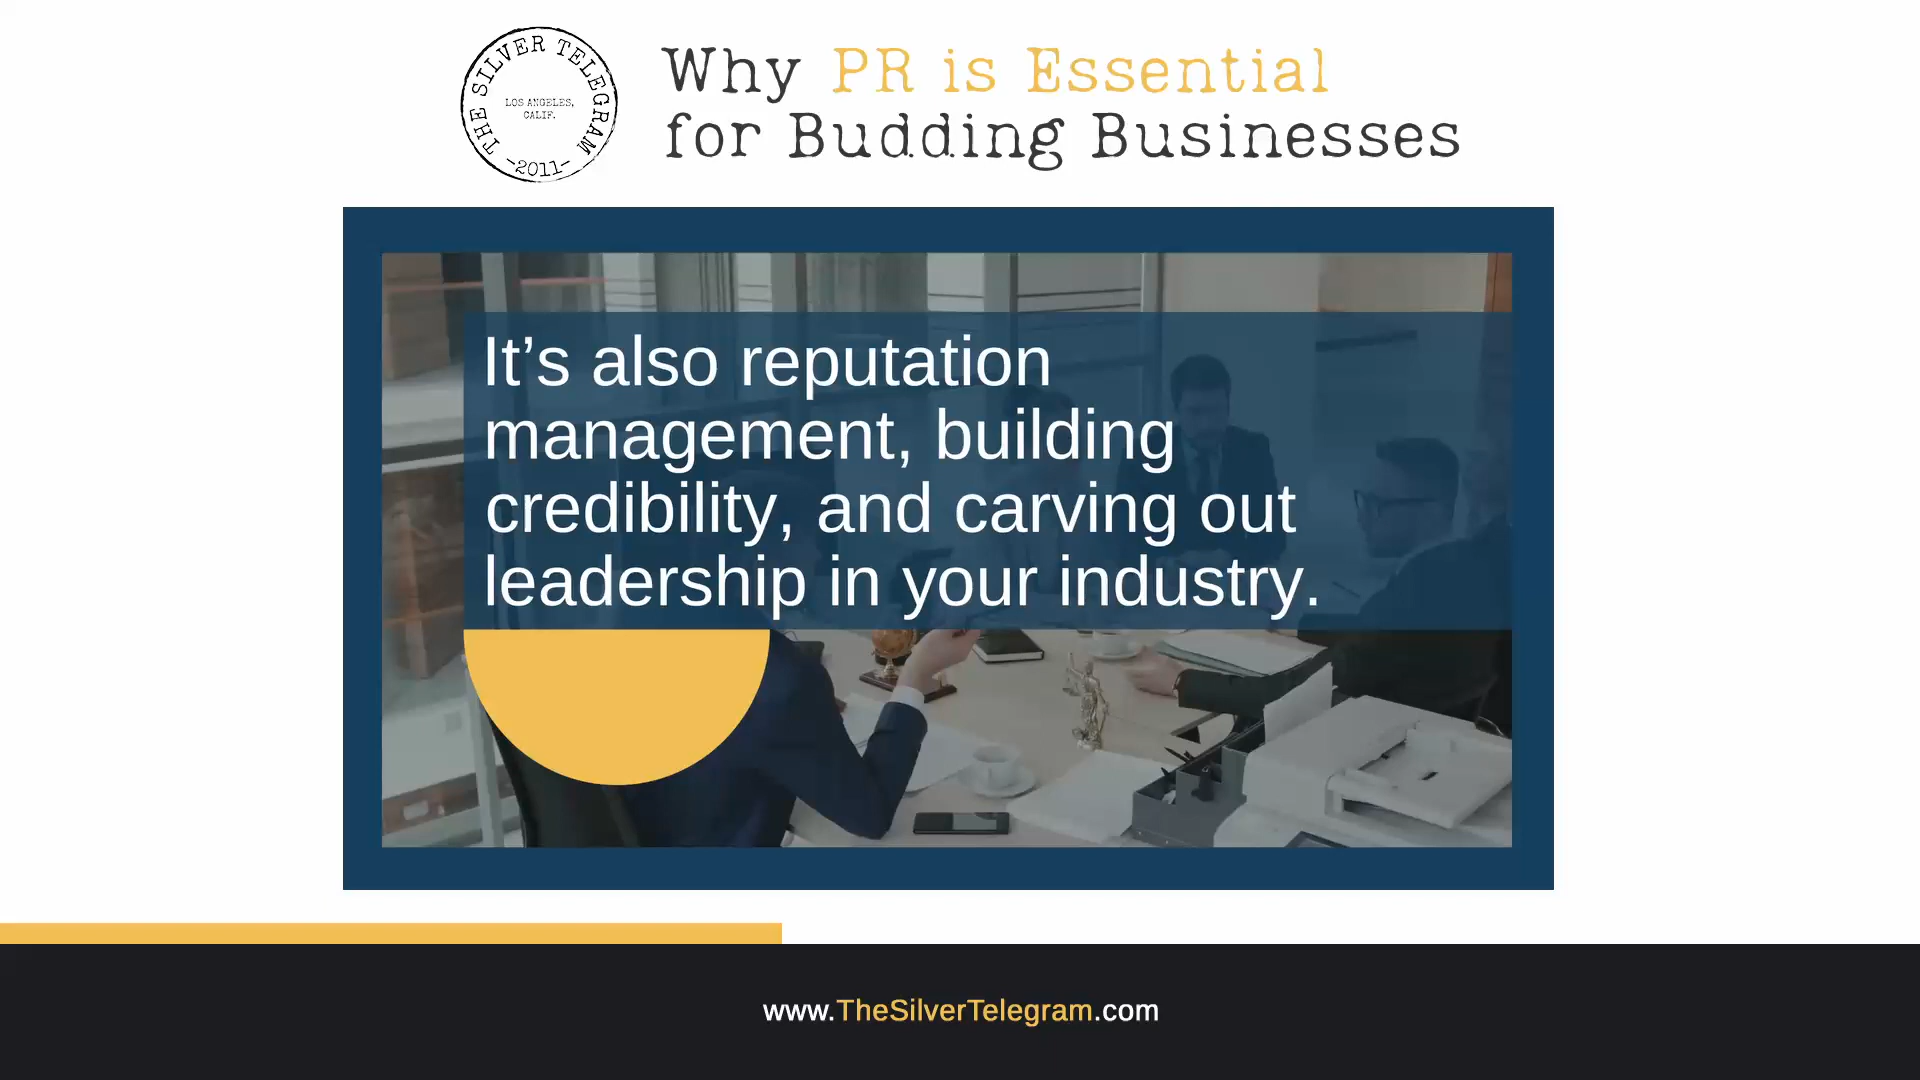 THE SILVER TELEGRAM
LOS ANGELES,
CALIF.
-2011-
Why PR is Essential
for Budding Businesses
It’s also reputation
management, building
credibility, and carving out
leadership in your industry.
www.TheSilverTelegram.com